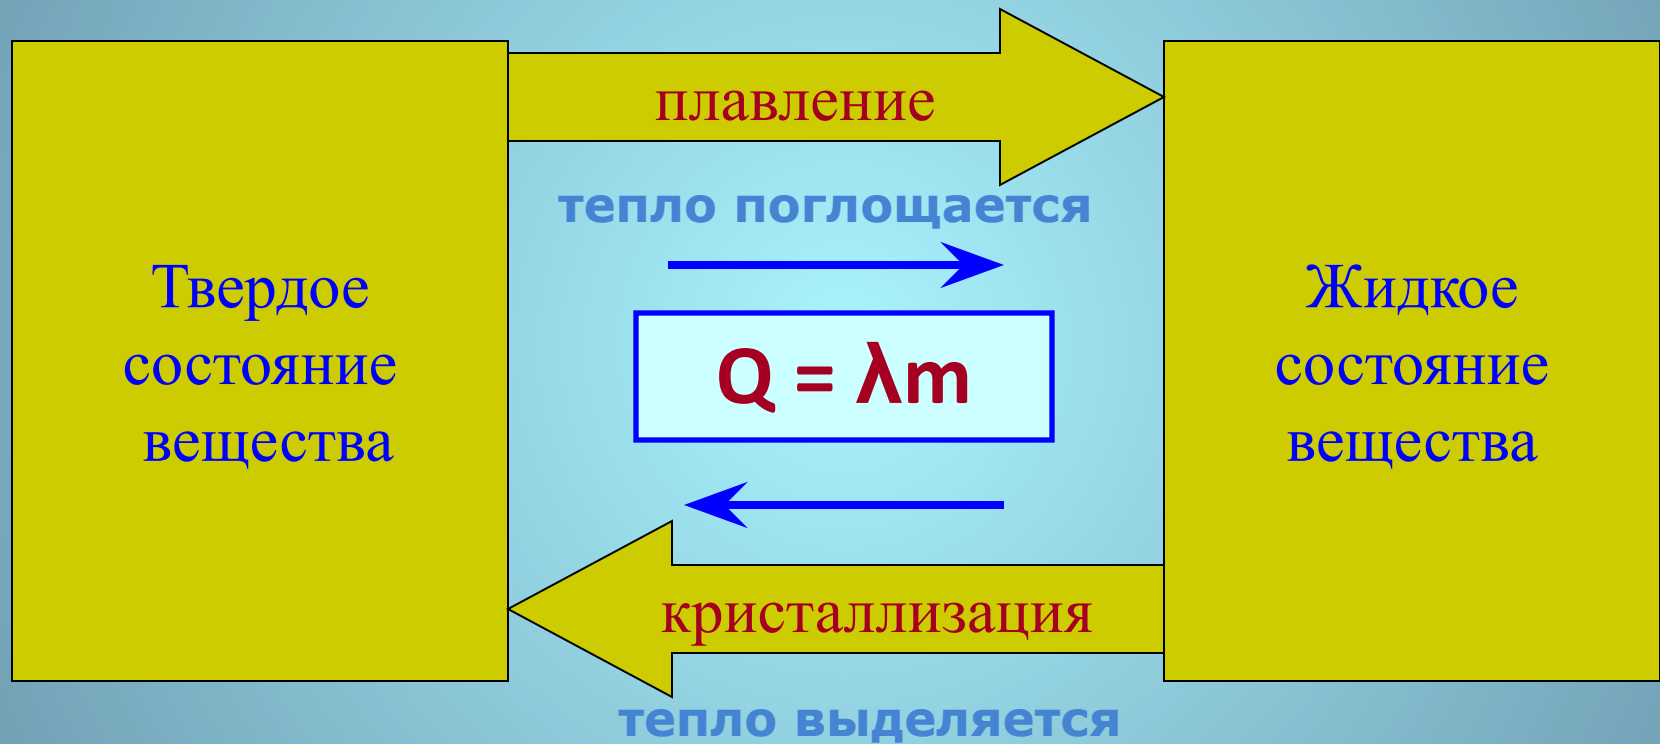 плавление
тепло поглощается
Твердое
состояние
вещества
Q = λm
Жидкое
состояние
вещества
кристаллизация
тепло выделяется